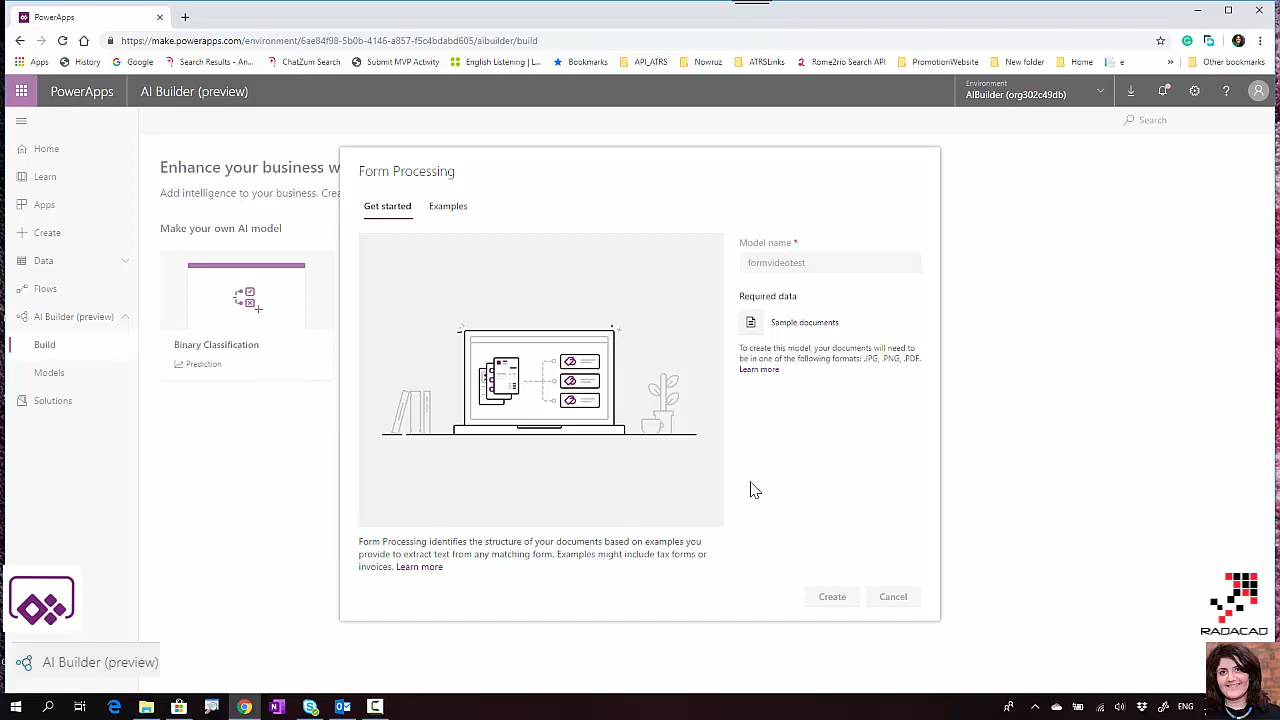 PowerApps
https://make.powerapps.com/environment/6ae84f98-5b0b-4146-a857-f5c4bdabd605/aibuilder/build
Apps
History
Google
Search Results - An...
ChatZum Search
Submit MVP Activity
English Listening | L...
Bookmarks
API_ATRS
Nowruz
ATRSLinks
Rome2rio Search API
PromotionWebsite
New folder
Home
e
»
Other bookmarks
PowerApps
AI Builder (preview)
Environment
AIBuilder (org302c49db)
Search
Home
Learn
Apps
Create
Data
Flows
AI Builder (preview)
Build
Models
Solutions
Enhance your business w
Add intelligence to your business. Crea
Make your own AI model
Binary Classification
Prediction
Form Processing
Get started
Examples
Model name *
formvideotest
Required data
Sample documents
To create this model, your documents will need to
be in one of the following formats: .JPG, .PNG, .PDF.
Learn more
Form Processing identifies the structure of your documents based on examples you
provide to extract text from any matching form. Examples might include tax forms or
invoices. Learn more
Create
Cancel
AI Builder (preview)
RADACAD
ENG